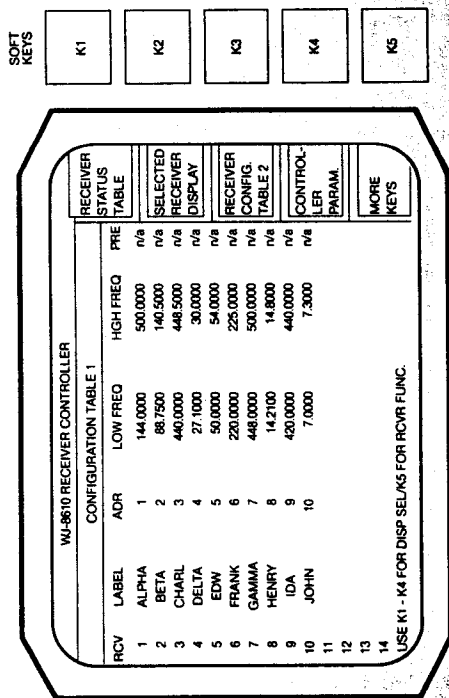 WJ-8610 RECEIVER CONTROLLER
CONFIGURATION TABLE 1
RCV LABEL ADR LOW FREQ HGH FREQ PRE
1 ALPHA 1 144.0000 500.0000 n/a
2 BETA 2 88.7500 140.5000 n/a
3 CHARL 3 440.0000 448.5000 n/a
4 DELTA 4 27.1000 30.0000 n/a
5 EDW 5 50.0000 54.0000 n/a
6 FRANK 6 220.0000 225.0000 n/a
7 GAMMA 7 448.0000 500.0000 n/a
8 HENRY 8 14.2100 14.8000 n/a
9 IDA 9 420.0000 440.0000 n/a
10 JOHN 10 7.0000 7.3000 n/a
11
12
13
14
USE K1 - K4 FOR DISP SEL/K5 FOR RCVR FUNC.
RECEIVER
STATUS
TABLE
SELECTED
RECEIVER
DISPLAY
RECEIVER
CONFIG.
TABLE 2
CONTROL-
LER
PARAM.
MORE
KEYS
SOFT
KEYS
K1
K2
K3
K4
K5